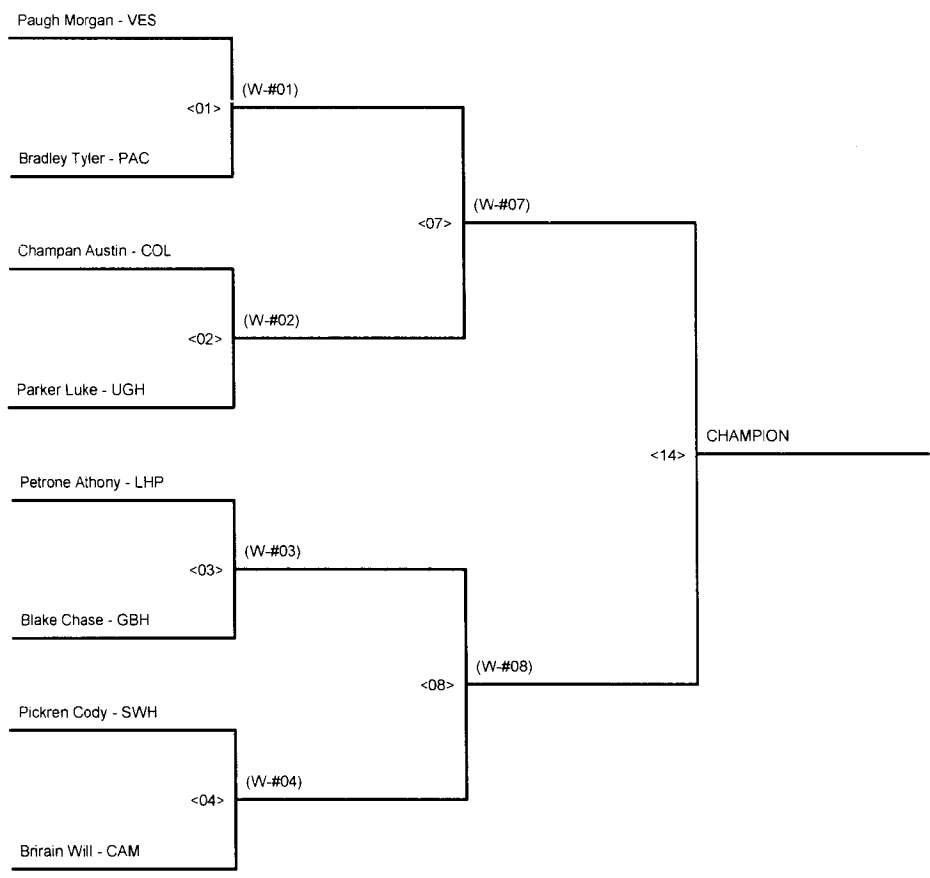 Paugh Morgan - VES
(W-#01)
<01>
Bradley Tyler - PAC
(W-#07)
<07>
Champan Austin - COL
(W-#02)
<02>
Parker Luke - UGH
CHAMPION
<14>
Petrone Athony - LHP
(W-#03)
<03>
Blake Chase - GBH
(W-#08)
<08>
Pickren Cody - SWH
(W-#04)
<04>
Brirain Will - CAM